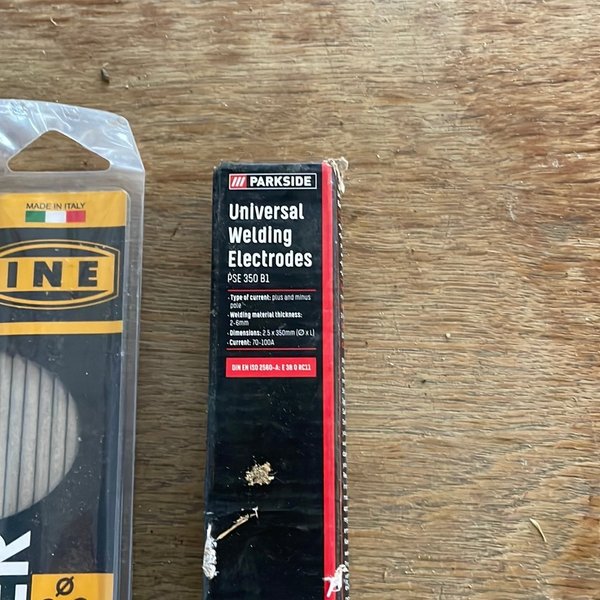 MADE IN ITALY
INE
ER
Ø
PARKSIDE
Universal
Welding
Electrodes
PSE 350 B1
· Type of current: plus and minus
pole
· Welding material thickness:
2-6mm
· Dimensions: 2.5 x 350mm (Ø x L)
· Current: 70-100A
DIN EN ISO 2560-A: E 38 0 RC11